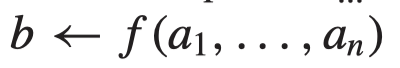 b ← f(a₁, . . . , aₙ)